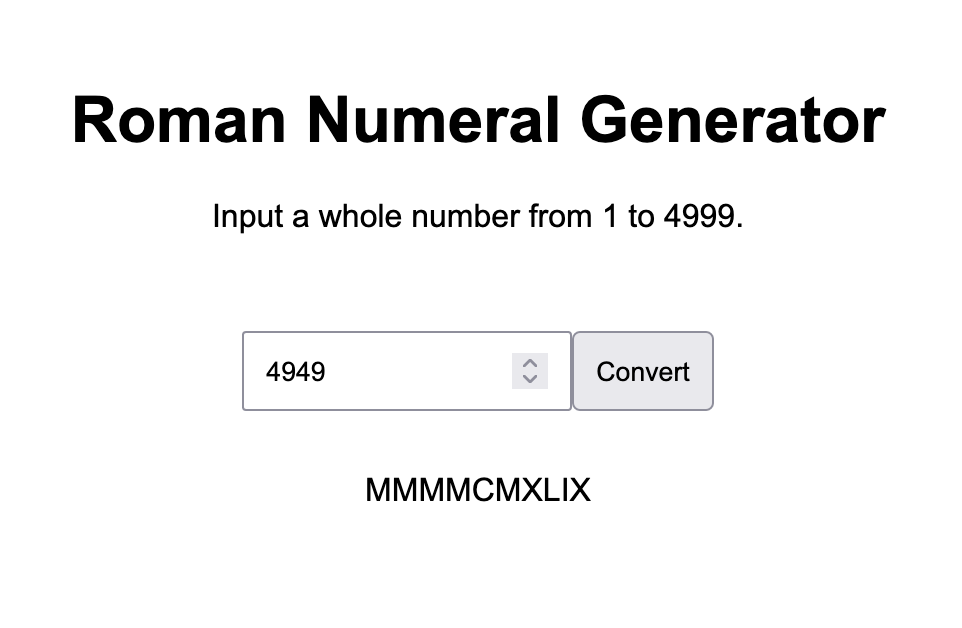 Roman Numeral Generator
Input a whole number from 1 to 4999.
4949 Convert
MMMMCMXLIX